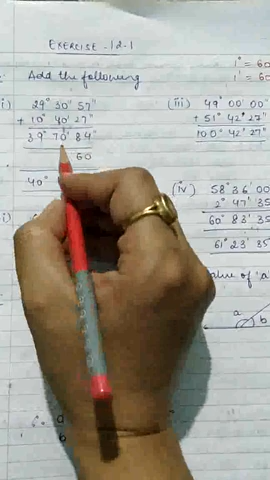 EXERCISE - 12.1
1° = 60
1' = 60
Add the following
i) 29° 30' 57"
+ 10° 40' 27"
39° 70' 84"
60
40°
(iii) 49° 00' 00"
+ 51° 42' 27"
100° 42' 27"
(iv) 58° 36' 00
2° 47' 35
60° 83' 35
61° 23' 35
i)
alue of 'a
a
b
a
b